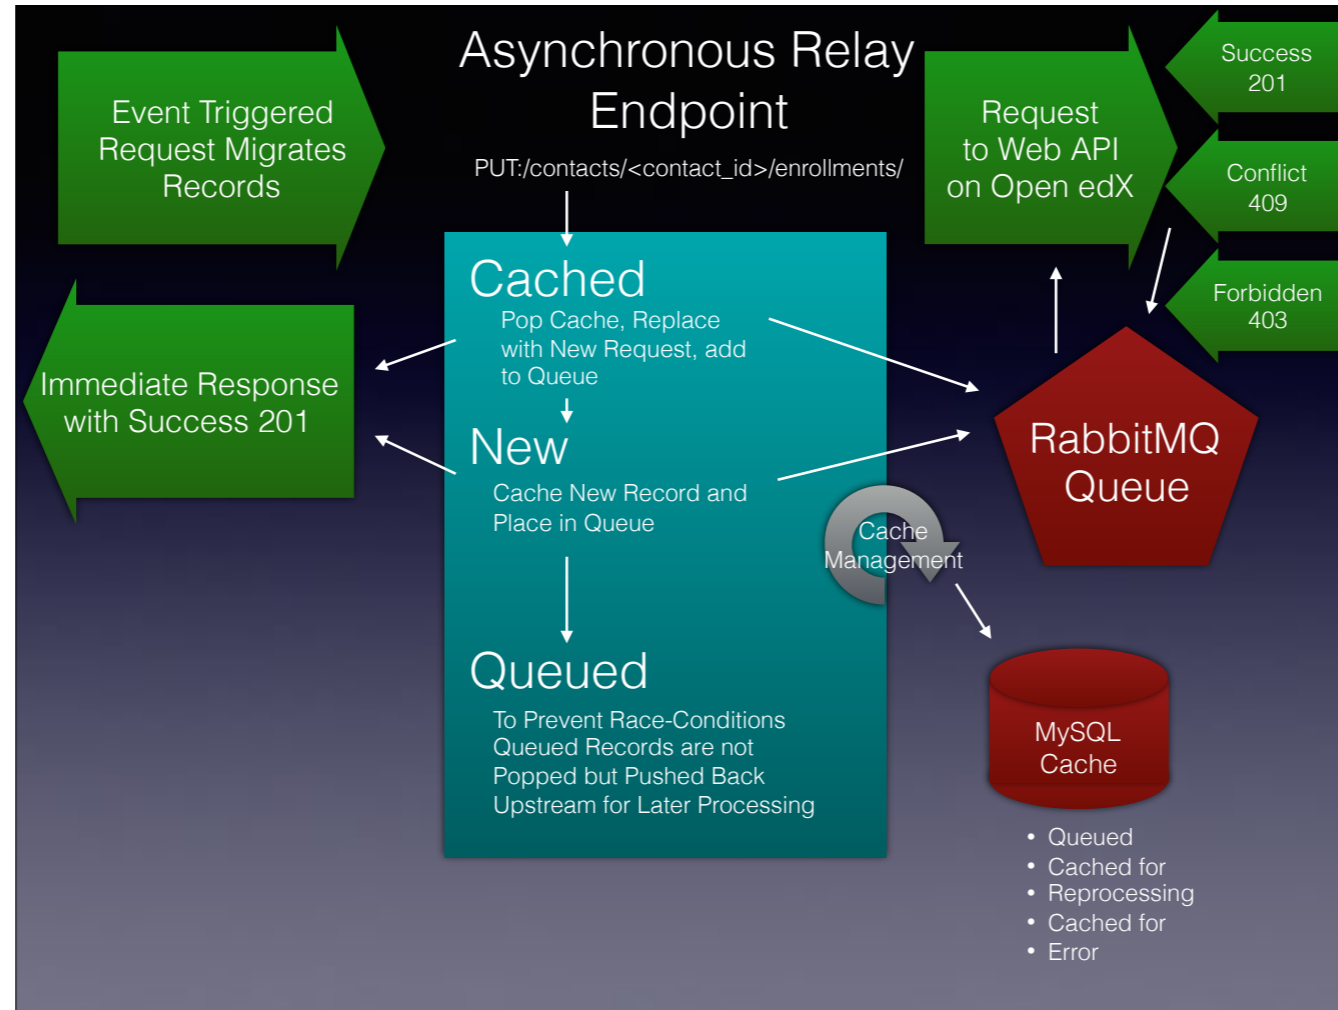 Asynchronous Relay
Endpoint
PUT:/contacts/<contact_id>/enrollments/
Event Triggered
Request Migrates
Records
Immediate Response
with Success 201
Cached
Pop Cache, Replace
with New Request, add
to Queue
New
Cache New Record and
Place in Queue
Queued
To Prevent Race-Conditions
Queued Records are not
Popped but Pushed Back
Upstream for Later Processing
Request
to Web API
on Open edX
Success
201
Conflict
409
Forbidden
403
RabbitMQ
Queue
Cache
Management
MySQL
Cache
• Queued
• Cached for
• Reprocessing
• Cached for
• Error